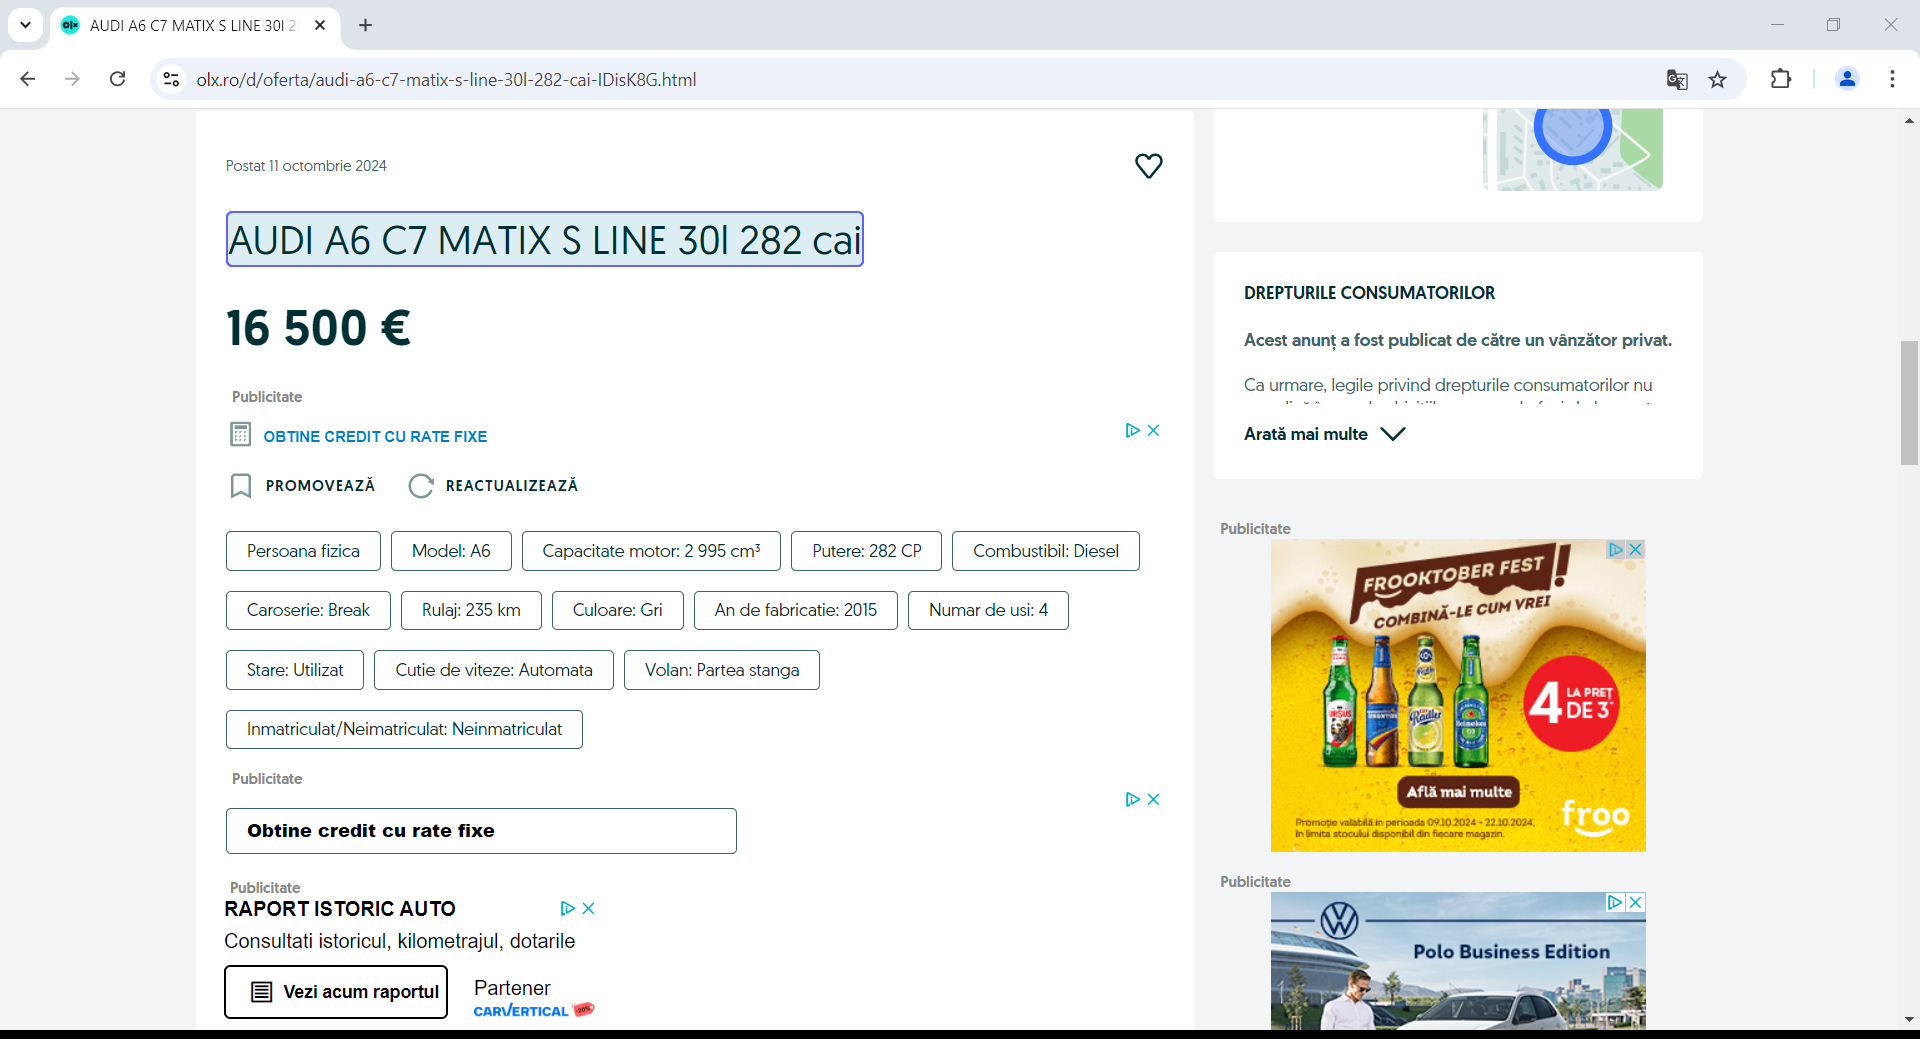 AUDI A6 C7 MATIX S LINE 30l 2
olx.ro/d/oferta/audi-a6-c7-matix-s-line-30l-282-cai-IDisK8G.html
Postat 11 octombrie 2024
AUDI A6 C7 MATIX S LINE 30l 282 cai
16 500 €
Publicitate
OBTINE CREDIT CU RATE FIXE
PROMOVEAZĂ
REACTUALIZEAZĂ
Persoana fizica
Model: A6
Capacitate motor: 2 995 cm³
Putere: 282 CP
Combustibil: Diesel
Caroserie: Break
Rulaj: 235 km
Culoare: Gri
An de fabricatie: 2015
Numar de usi: 4
Stare: Utilizat
Cutie de viteze: Automata
Volan: Partea stanga
Inmatriculat/Neimatriculat: Neinmatriculat
Publicitate
Obtine credit cu rate fixe
Publicitate
RAPORT ISTORIC AUTO
Consultati istoricul, kilometrajul, dotarile
Vezi acum raportul
Partener
CARVERTICAL
DREPTURILE CONSUMATORILOR
Acest anunț a fost publicat de către un vânzător privat.
Ca urmare, legile privind drepturile consumatorilor nu
Arată mai multe
Publicitate
FROOKTOBER FEST!
COMBINĂ-LE CUM VREI
URSUS
Radler
Heineken
4 LA PREȚ
DE 3*
Află mai multe
froo
Promoție valabilă în perioada 09.10.2024 - 22.10.2024,
în limita stocului disponibil din fiecare magazin.
Publicitate
Polo Business Edition